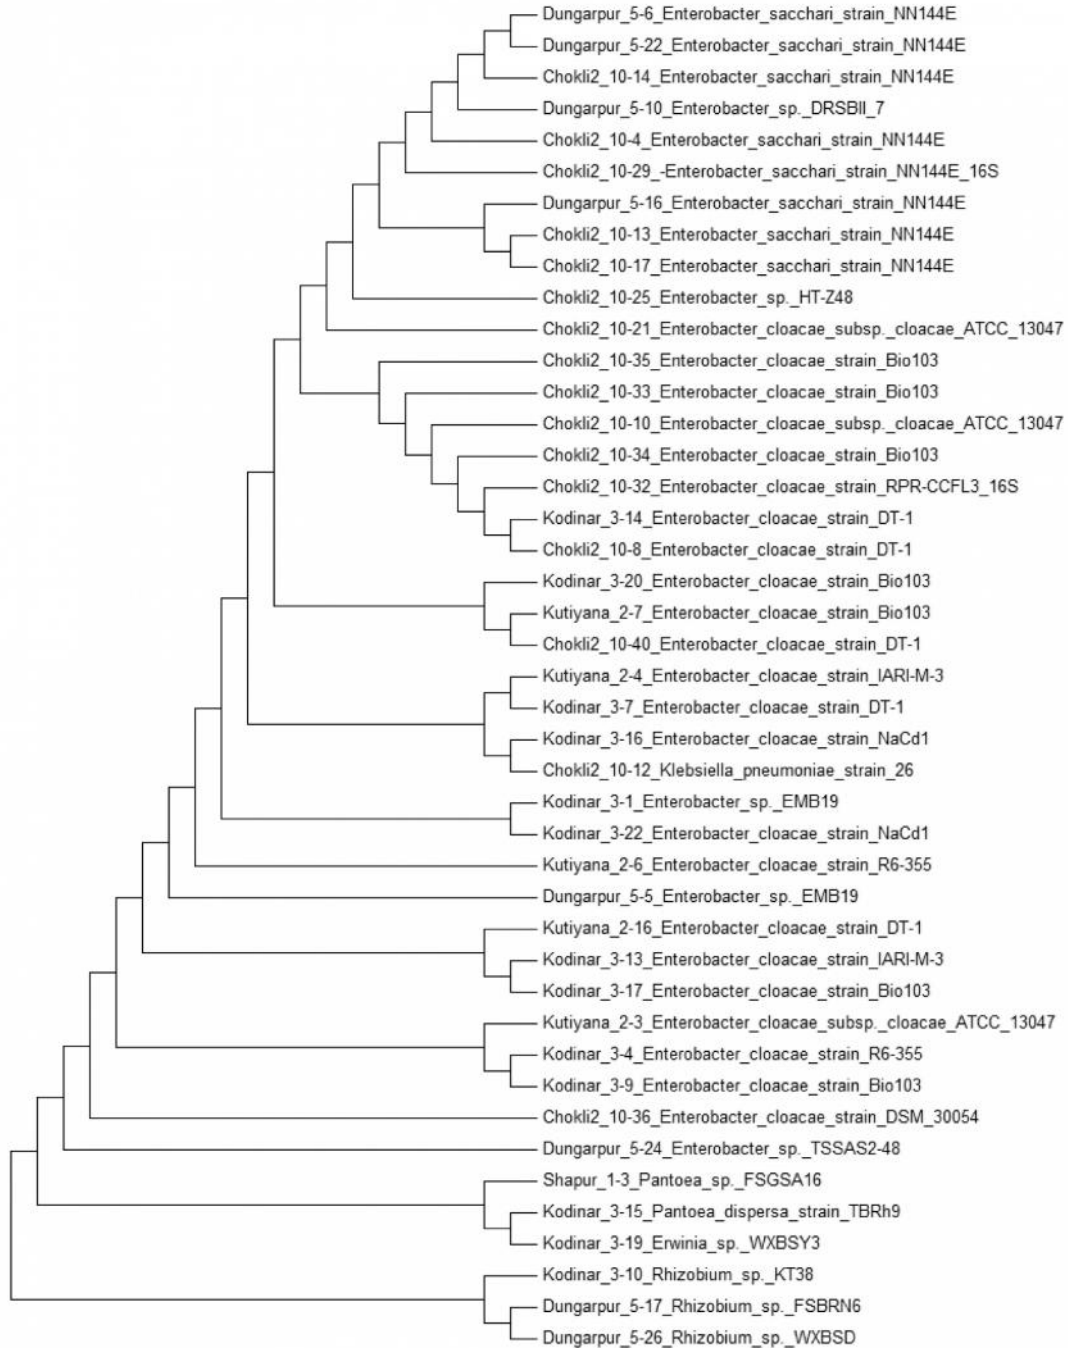 Dungarpur_5-6_Enterobacter_sacchari_strain_NN144E
Dungarpur_5-22_Enterobacter_sacchari_strain_NN144E
Chokli2_10-14_Enterobacter_sacchari_strain_NN144E
Dungarpur_5-10_Enterobacter_sp._DRSBII_7
Chokli2_10-4_Enterobacter_sacchari_strain_NN144E
Chokli2_10-29_-Enterobacter_sacchari_strain_NN144E_16S
Dungarpur_5-16_Enterobacter_sacchari_strain_NN144E
Chokli2_10-13_Enterobacter_sacchari_strain_NN144E
Chokli2_10-17_Enterobacter_sacchari_strain_NN144E
Chokli2_10-25_Enterobacter_sp._HT-Z48
Chokli2_10-21_Enterobacter_cloacae_subsp._cloacae_ATCC_13047
Chokli2_10-35_Enterobacter_cloacae_strain_Bio103
Chokli2_10-33_Enterobacter_cloacae_strain_Bio103
Chokli2_10-10_Enterobacter_cloacae_subsp._cloacae_ATCC_13047
Chokli2_10-34_Enterobacter_cloacae_strain_Bio103
Chokli2_10-32_Enterobacter_cloacae_strain_RPR-CCFL3_16S
Kodinar_3-14_Enterobacter_cloacae_strain_DT-1
Chokli2_10-8_Enterobacter_cloacae_strain_DT-1
Kodinar_3-20_Enterobacter_cloacae_strain_Bio103
Kutiyana_2-7_Enterobacter_cloacae_strain_Bio103
Chokli2_10-40_Enterobacter_cloacae_strain_DT-1
Kutiyana_2-4_Enterobacter_cloacae_strain_IARI-M-3
Kodinar_3-7_Enterobacter_cloacae_strain_DT-1
Kodinar_3-16_Enterobacter_cloacae_strain_NaCd1
Chokli2_10-12_Klebsiella_pneumoniae_strain_26
Kodinar_3-1_Enterobacter_sp._EMB19
Kodinar_3-22_Enterobacter_cloacae_strain_NaCd1
Kutiyana_2-6_Enterobacter_cloacae_strain_R6-355
Dungarpur_5-5_Enterobacter_sp._EMB19
Kutiyana_2-16_Enterobacter_cloacae_strain_DT-1
Kodinar_3-13_Enterobacter_cloacae_strain_IARI-M-3
Kodinar_3-17_Enterobacter_cloacae_strain_Bio103
Kutiyana_2-3_Enterobacter_cloacae_subsp._cloacae_ATCC_13047
Kodinar_3-4_Enterobacter_cloacae_strain_R6-355
Kodinar_3-9_Enterobacter_cloacae_strain_Bio103
Chokli2_10-36_Enterobacter_cloacae_strain_DSM_30054
Dungarpur_5-24_Enterobacter_sp._TSSAS2-48
Shapur_1-3_Pantoea_sp._FSGSA16
Kodinar_3-15_Pantoea_dispersa_strain_TBRh9
Kodinar_3-19_Erwinia_sp._WXBSY3
Kodinar_3-10_Rhizobium_sp._KT38
Dungarpur_5-17_Rhizobium_sp._FSBRN6
Dungarpur_5-26_Rhizobium_sp._WXBSD